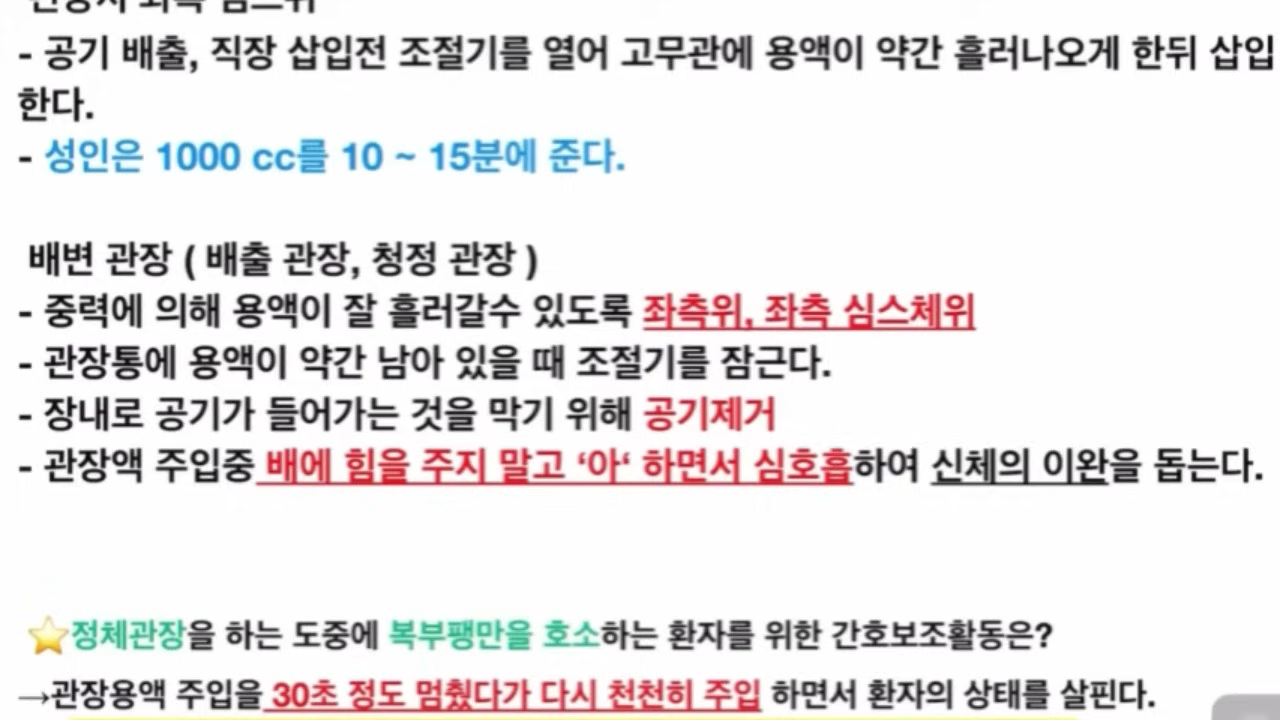 - 공기 배출, 직장 삽입전 조절기를 열어 고무관에 용액이 약간 흘러나오게 한뒤 삽입
한다.
- 성인은 1000 cc를 10 ~ 15분에 준다.
배변 관장 ( 배출 관장, 청정 관장 )
- 중력에 의해 용액이 잘 흘러갈수 있도록 좌측위, 좌측 심스체위
- 관장통에 용액이 약간 남아 있을 때 조절기를 잠근다.
- 장내로 공기가 들어가는 것을 막기 위해 공기제거
- 관장액 주입중 배에 힘을 주지 말고 ‘아‘ 하면서 심호흡하여 신체의 이완을 돕는다.
⭐정체관장을 하는 도중에 복부팽만을 호소하는 환자를 위한 간호보조활동은?
→관장용액 주입을 30초 정도 멈췄다가 다시 천천히 주입 하면서 환자의 상태를 살핀다.